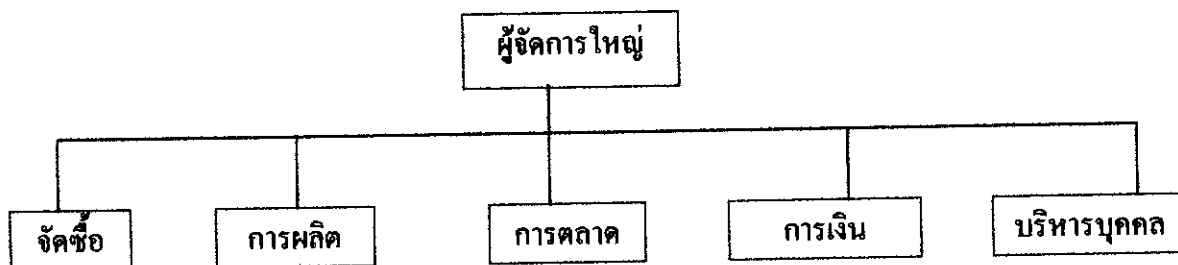 ผู้จัดการใหญ่
จัดซื้อ
การผลิต
การตลาด
การเงิน
บริหารบุคคล